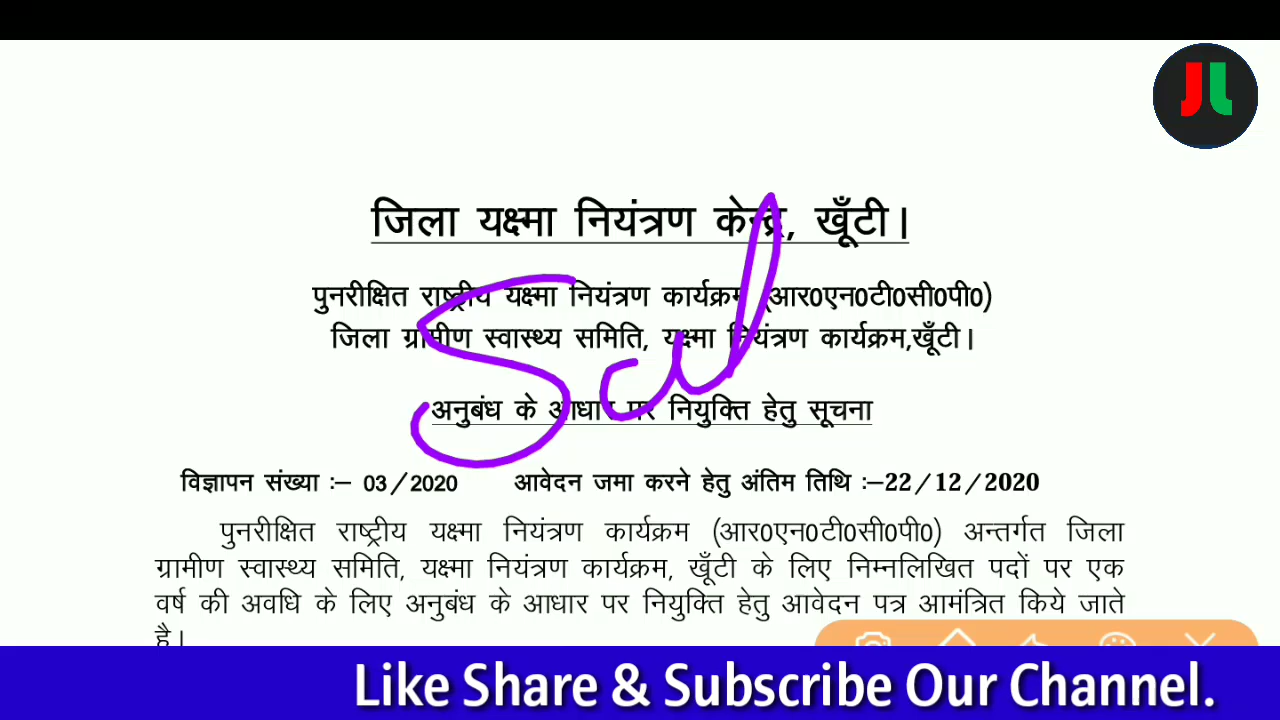 JL
जिला यक्ष्मा नियंत्रण केन्द्र, खूँटी।
पुनरीक्षित राष्ट्रीय यक्ष्मा नियंत्रण कार्यक्रम (आर0एन0टी0सी0पी0)
जिला ग्रामीण स्वास्थ्य समिति, यक्ष्मा नियंत्रण कार्यक्रम,खूँटी।
Sal
अनुबंध के आधार पर नियुक्ति हेतु सूचना
विज्ञापन संख्या :– 03/2020 आवेदन जमा करने हेतु अंतिम तिथि :–22/12/2020
पुनरीक्षित राष्ट्रीय यक्ष्मा नियंत्रण कार्यक्रम (आर0एन0टी0सी0पी0) अन्तर्गत जिला
ग्रामीण स्वास्थ्य समिति, यक्ष्मा नियंत्रण कार्यक्रम, खूँटी के लिए निम्नलिखित पदों पर एक
वर्ष की अवधि के लिए अनुबंध के आधार पर नियुक्ति हेतु आवेदन पत्र आमंत्रित किये जाते
है।
Like Share & Subscribe Our Channel.